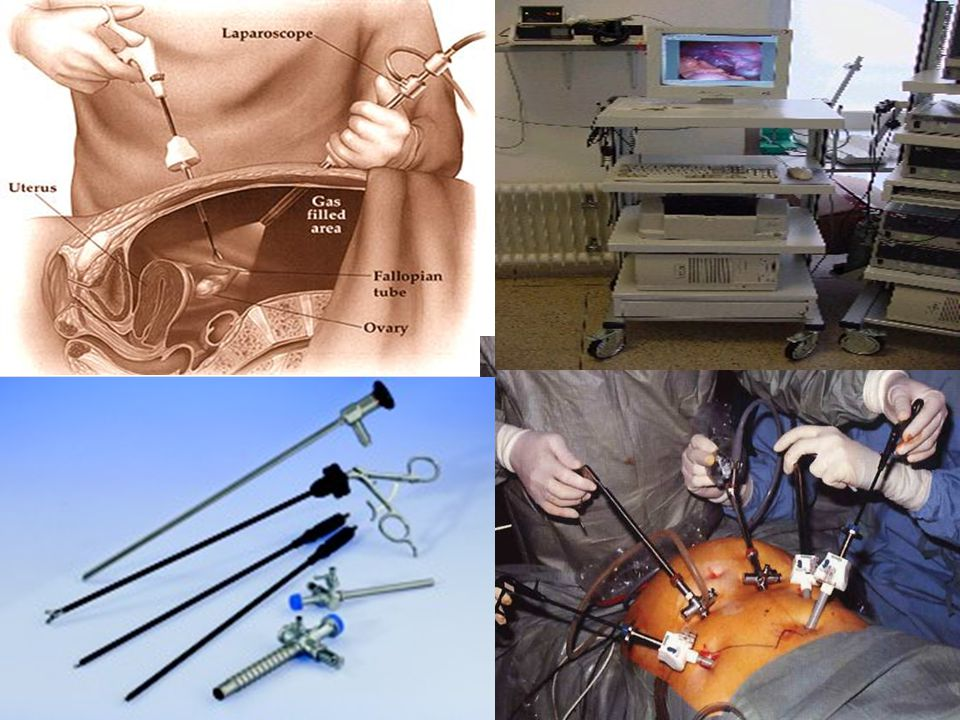 Laparoscope
Uterus
Gas
filled
area
Fallopian
tube
Ovary